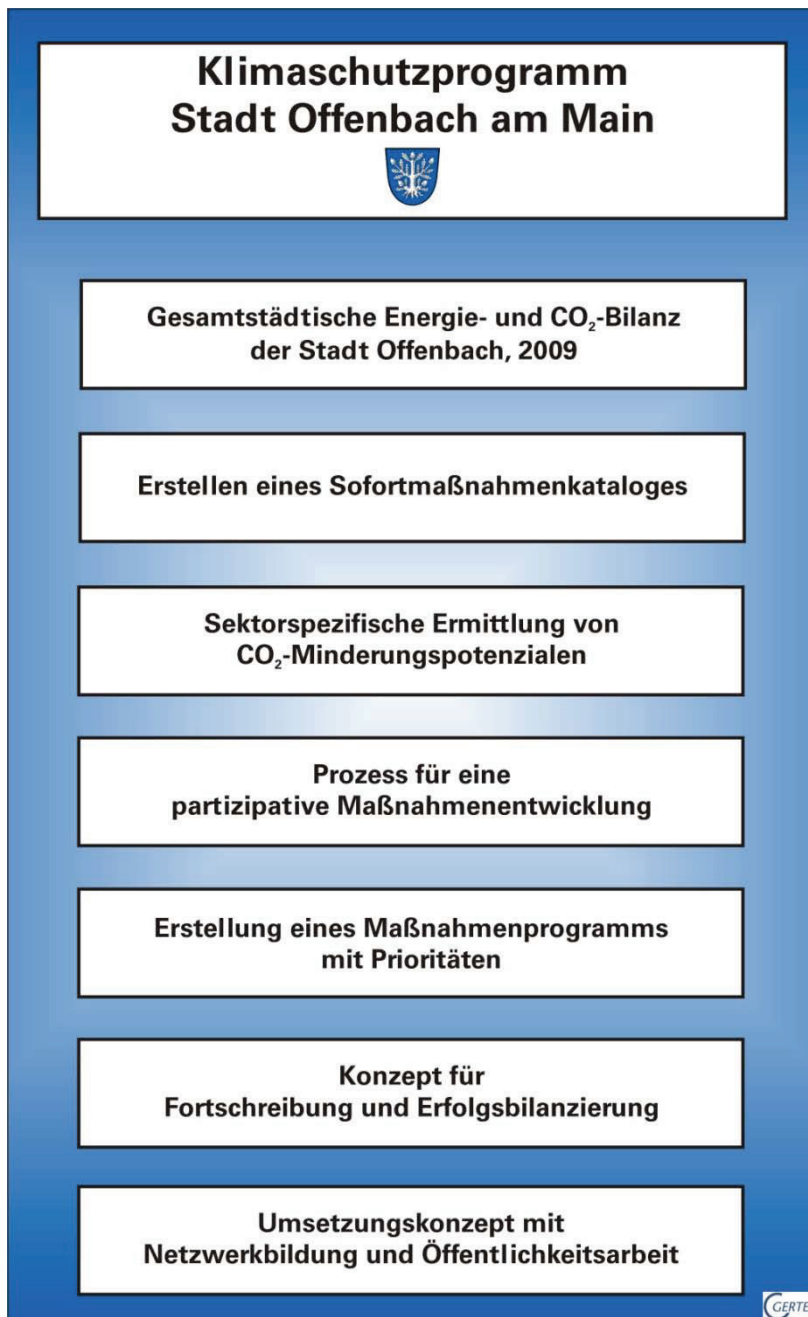 Klimaschutzprogramm
Stadt Offenbach am Main
Gesamtstädtische Energie- und CO₂-Bilanz
der Stadt Offenbach, 2009
Erstellen eines Sofortmaßnahmenkataloges
Sektorspezifische Ermittlung von
CO₂-Minderungspotenzialen
Prozess für eine
partizipative Maßnahmenentwicklung
Erstellung eines Maßnahmenprogramms
mit Prioritäten
Konzept für
Fortschreibung und Erfolgsbilanzierung
Umsetzungskonzept mit
Netzwerkbildung und Öffentlichkeitsarbeit
GERTE